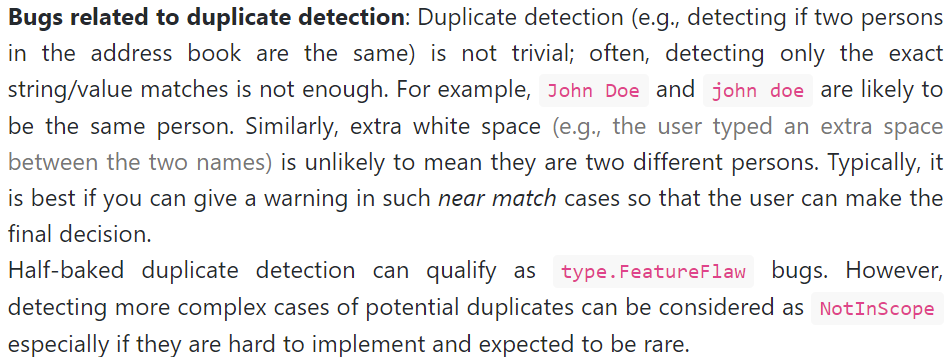 Bugs related to duplicate detection: Duplicate detection (e.g., detecting if two persons
in the address book are the same) is not trivial; often, detecting only the exact
string/value matches is not enough. For example, John Doe and john doe are likely to
be the same person. Similarly, extra white space (e.g., the user typed an extra space
between the two names) is unlikely to mean they are two different persons. Typically, it
is best if you can give a warning in such near match cases so that the user can make the
final decision.
Half-baked duplicate detection can qualify as type.FeatureFlaw bugs. However,
detecting more complex cases of potential duplicates can be considered as NotInScope
especially if they are hard to implement and expected to be rare.